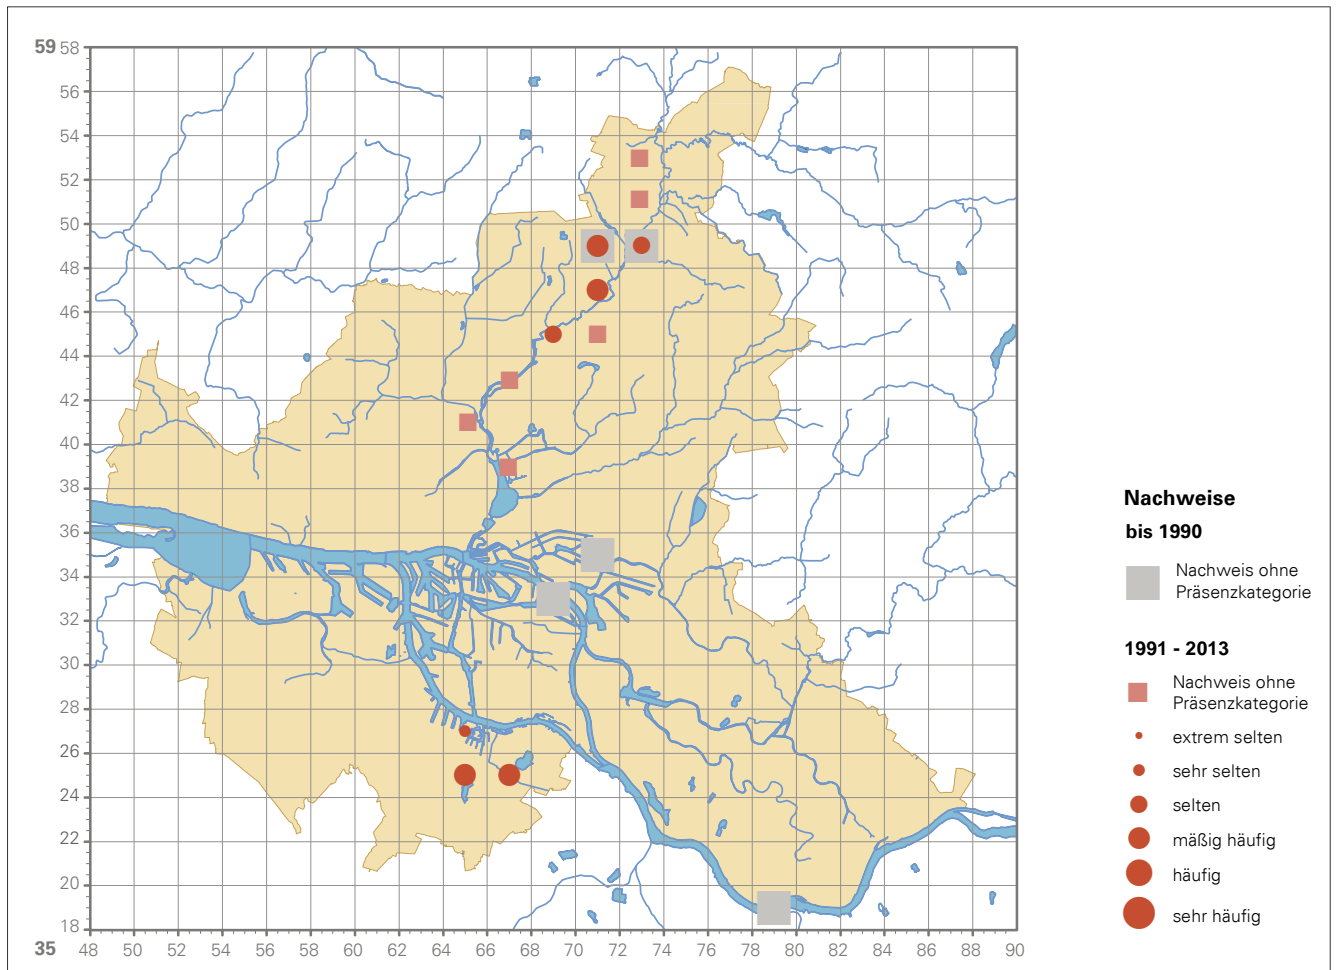 59 58
56
54
52
50
48
46
44
42
40
38
36
34
32
30
28
26
24
22
20
18
35
48 50 52 54 56 58 60 62 64 66 68 70 72 74 76 78 80 82 84 86 88 90
Nachweise
bis 1990
Nachweis ohne
Präsenzkategorie
1991 - 2013
Nachweis ohne
Präsenzkategorie
extrem selten
sehr selten
selten
mäßig häufig
häufig
sehr häufig